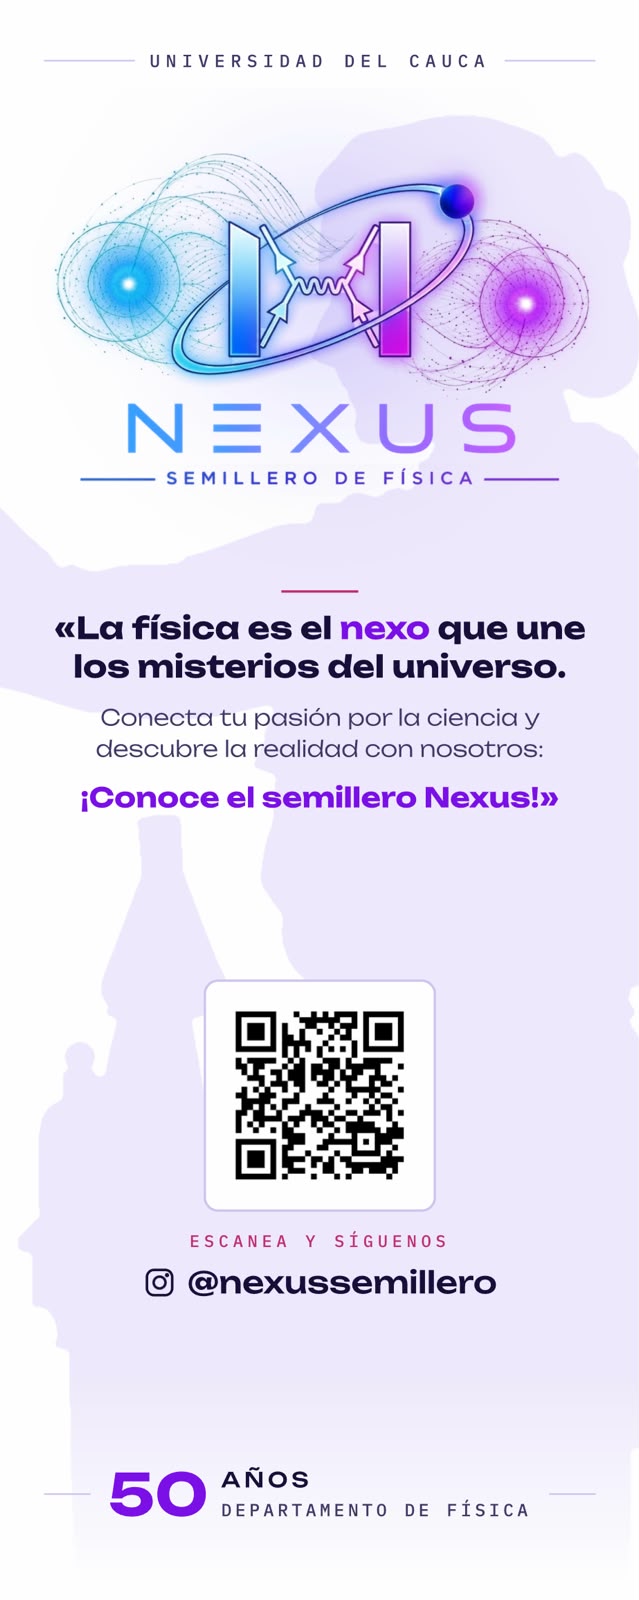 UNIVERSIDAD DEL CAUCA
NEXUS
SEMILLERO DE FÍSICA
«La física es el nexo que une
los misterios del universo.
Conecta tu pasión por la ciencia y
descubre la realidad con nosotros:
¡Conoce el semillero Nexus!»
ESCANEA Y SÍGUENOS
@nexussemillero
50 AÑOS
DEPARTAMENTO DE FÍSICA